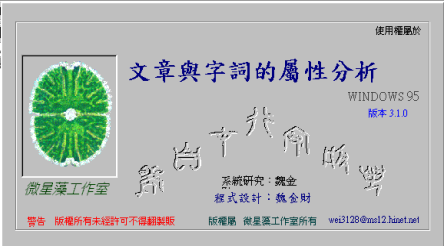 使用權屬於
文章與字詞的屬性分析
WINDOWS 95
版本 3.1.0
微星藻工作室
系統研究：魏金
程式設計：魏金財
警告 版權所有未經許可不得翻製販
版權屬 微星藻工作室所有 wei3128@ms12.hinet.net